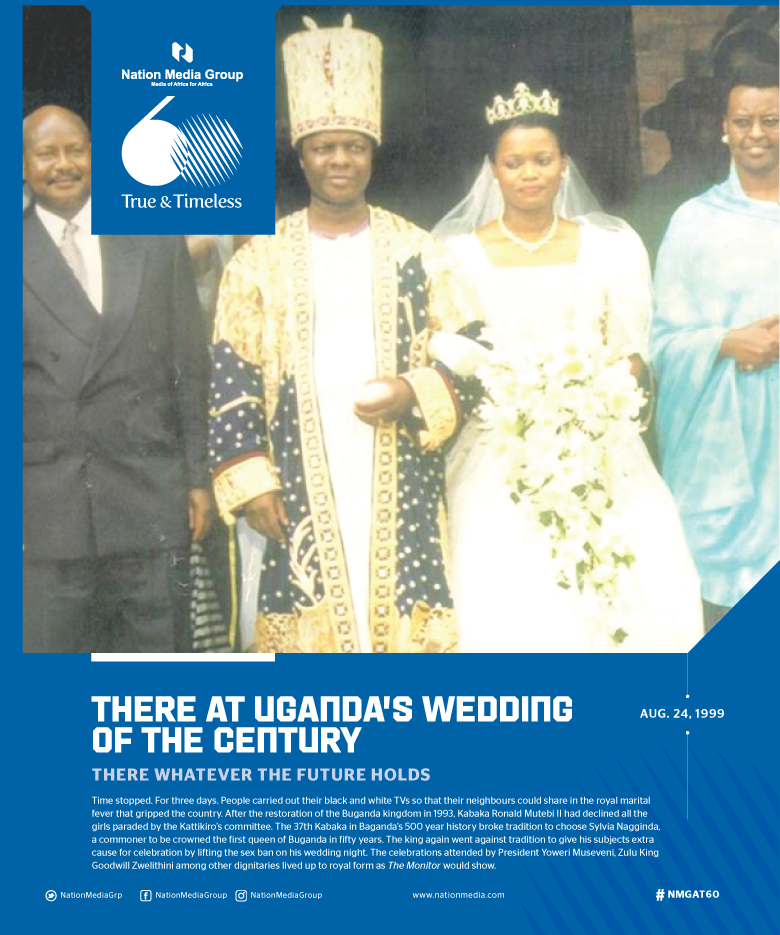 Nation Media Group
Media of Africa for Africa
60
True & Timeless
THERE AT UGANDA'S WEDDING
OF THE CENTURY
AUG. 24, 1999
THERE WHATEVER THE FUTURE HOLDS
Time stopped. For three days. People carried out their black and white TVs so that their neighbours could share in the royal marital
fever that gripped the country. After the restoration of the Buganda kingdom in 1993, Kabaka Ronald Mutebi II had declined all the
girls paraded by the Kattikiro's committee. The 37th Kabaka in Baganda's 500 year history broke tradition to choose Sylvia Nagginda,
a commoner to be crowned the first queen of Buganda in fifty years. The king again went against tradition to give his subjects extra
cause for celebration by lifting the sex ban on his wedding night. The celebrations attended by President Yoweri Museveni, Zulu King
Goodwill Zwelithini among other dignitaries lived up to royal form as The Monitor would show.
NationMediaGrp NationMediaGroup NationMediaGroup www.nationmedia.com # NMGAT60